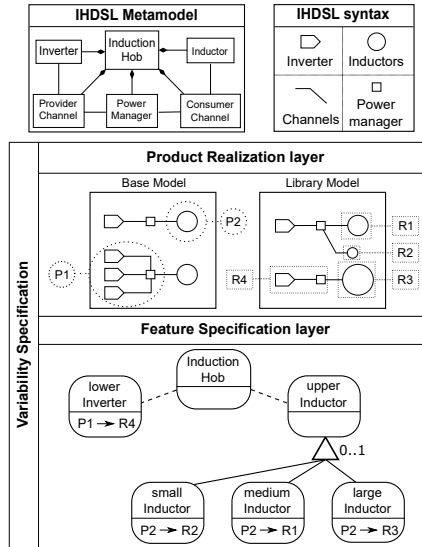 IHDSL Metamodel
Inverter
Induction
Hob
Inductor
Provider
Channel
Power
Manager
Consumer
Channel
IHDSL syntax
Inverter
Inductors
Channels
Power
manager
Variability Specification
Product Realization layer
Base Model
Library Model
P1
P2
R1
R2
R4
R3
Feature Specification layer
lower
Inverter
P1 → R4
Induction
Hob
upper
Inductor
0..1
small
Inductor
P2 → R2
medium
Inductor
P2 → R1
large
Inductor
P2 → R3